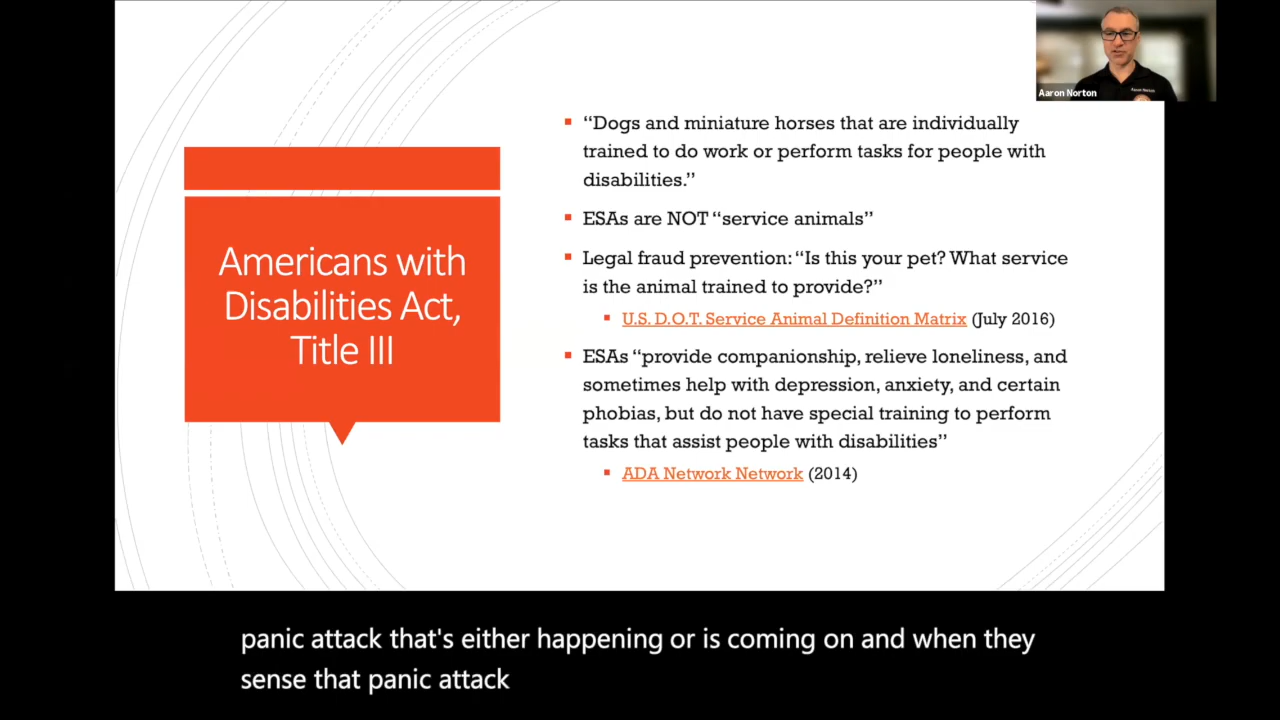 Aaron Norton
Americans with
Disabilities Act,
Title III
“Dogs and miniature horses that are individually
trained to do work or perform tasks for people with
disabilities.”
ESAs are NOT “service animals”
Legal fraud prevention: “Is this your pet? What service
is the animal trained to provide?”
U.S. D.O.T. Service Animal Definition Matrix (July 2016)
ESAs “provide companionship, relieve loneliness, and
sometimes help with depression, anxiety, and certain
phobias, but do not have special training to perform
tasks that assist people with disabilities”
ADA Network Network (2014)
panic attack that's either happening or is coming on and when they
sense that panic attack